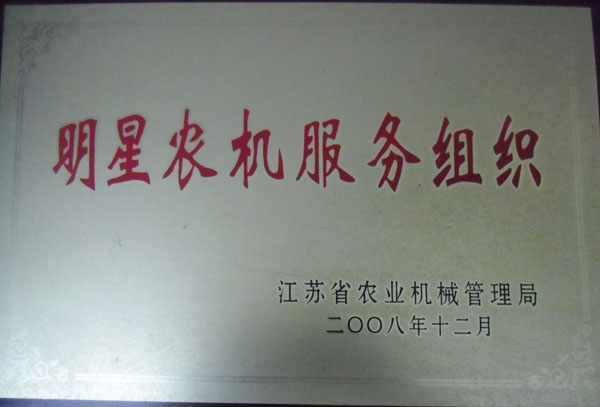 明星农机服务组织
江苏省农业机械管理局
二〇〇八年十二月